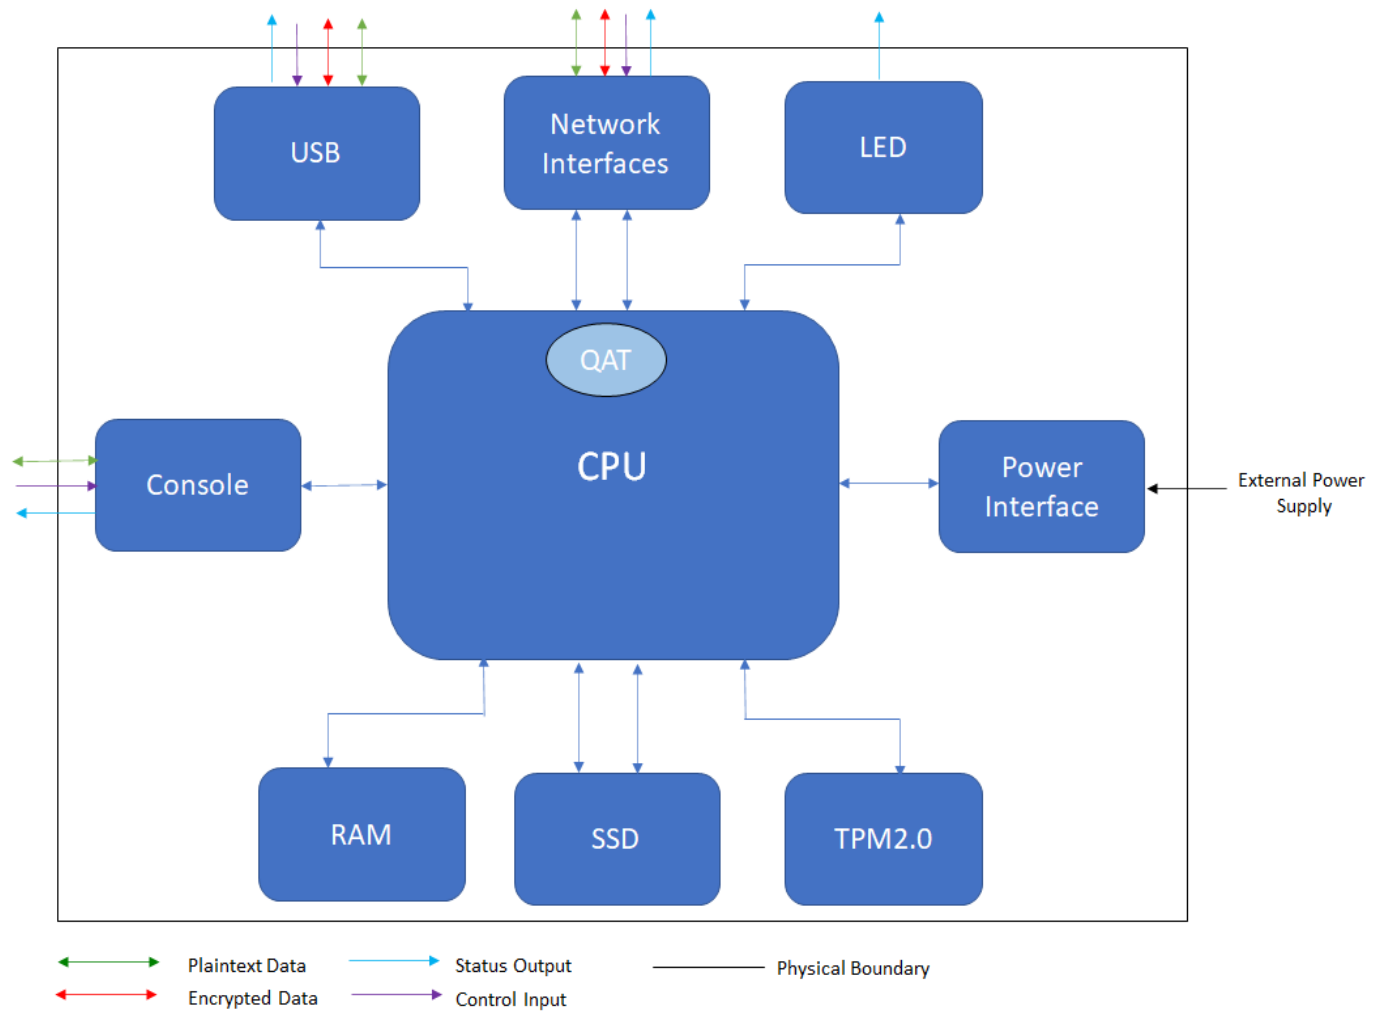 USB
Network
Interfaces
LED
QAT
CPU
Console
Power
Interface
External Power
Supply
RAM
SSD
TPM2.0
Plaintext Data
Status Output
Physical Boundary
Encrypted Data
Control Input